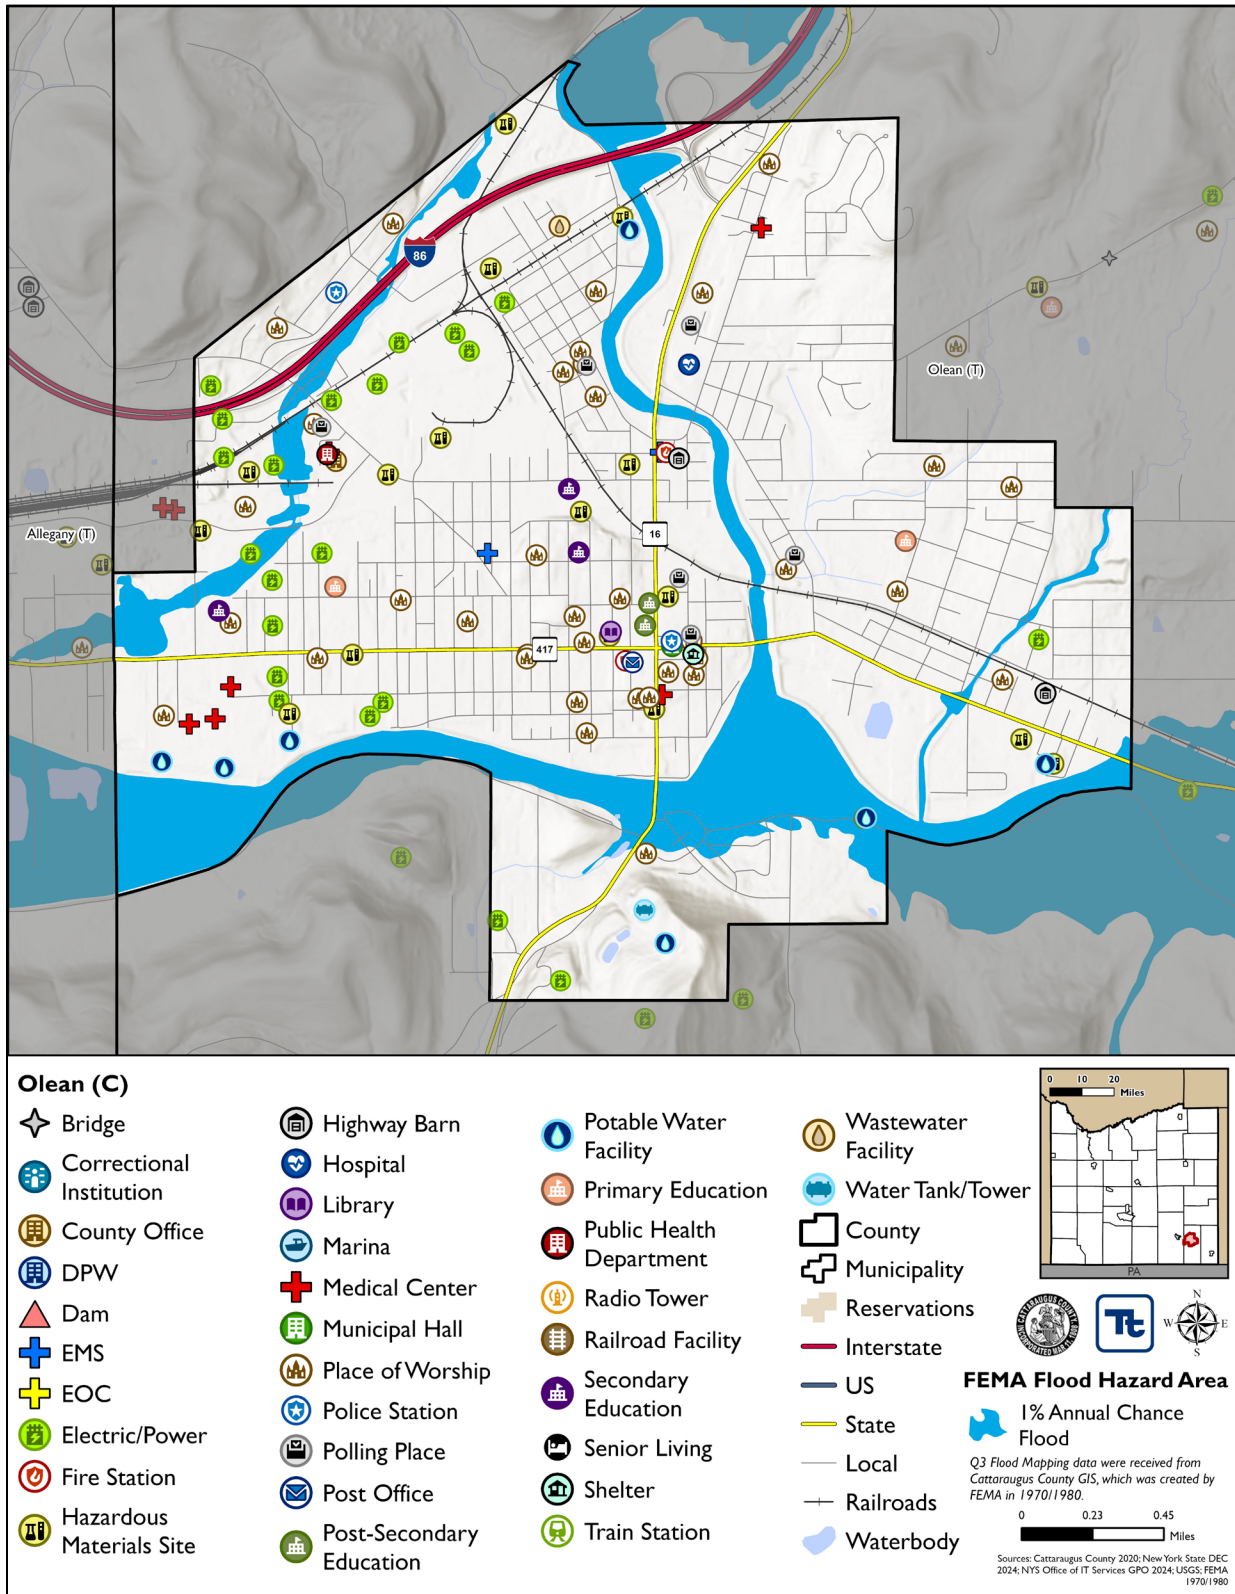 86
Olean (T)
Allegany (T)
16
417
Olean (C)
Bridge
Correctional
Institution
County Office
DPW
Dam
EMS
EOC
Electric/Power
Fire Station
Hazardous
Materials Site
Highway Barn
Hospital
Library
Marina
Medical Center
Municipal Hall
Place of Worship
Police Station
Polling Place
Post Office
Post-Secondary
Education
Potable Water
Facility
Primary Education
Public Health
Department
Radio Tower
Railroad Facility
Secondary
Education
Senior Living
Shelter
Train Station
Wastewater
Facility
Water Tank/Tower
County
Municipality
Reservations
Interstate
US
State
Local
Railroads
Waterbody
0 10 20
Miles
PA
Tt
N
W E
S
FEMA Flood Hazard Area
1% Annual Chance
Flood
Q3 Flood Mapping data were received from
Cattaraugus County GIS, which was created by
FEMA in 1970/1980.
0 0.23 0.45
Miles
Sources: Cattaraugus County 2020; New York State DEC
2024; NYS Office of IT Services GPO 2024; USGS; FEMA
1970/1980